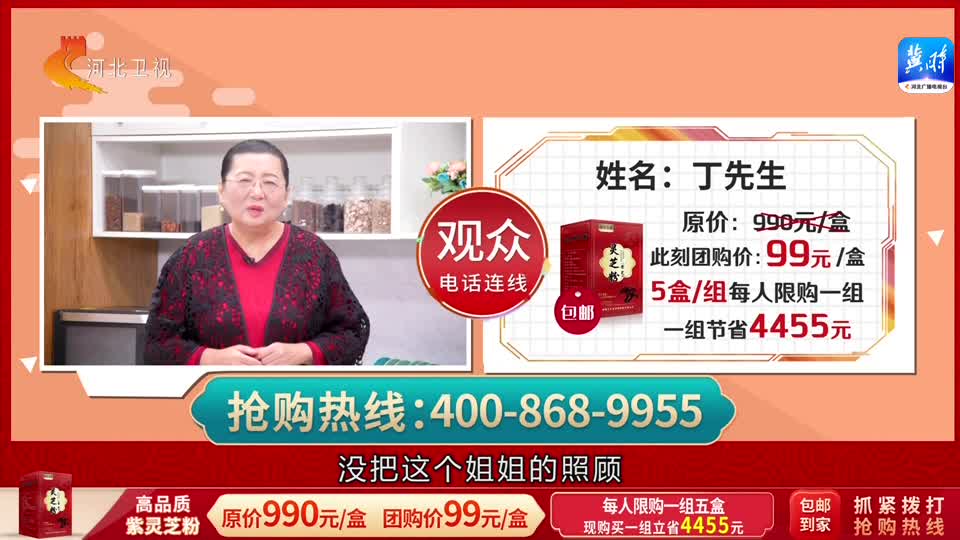 河北卫视
冀时
河北广播电视台
观众
电话连线
姓名：丁先生
原价：990元/盒
此刻团购价：99元/盒
5盒/组每人限购一组
一组节省4455元
灵芝粉
包邮
抢购热线：400-868-9955
没把这个姐姐的照顾
灵芝粉
高品质
紫灵芝粉
原价990元/盒 团购价99元/盒
每人限购一组五盒
现购买一组立省4455元
包邮
到家
抓紧拨打
抢购热线